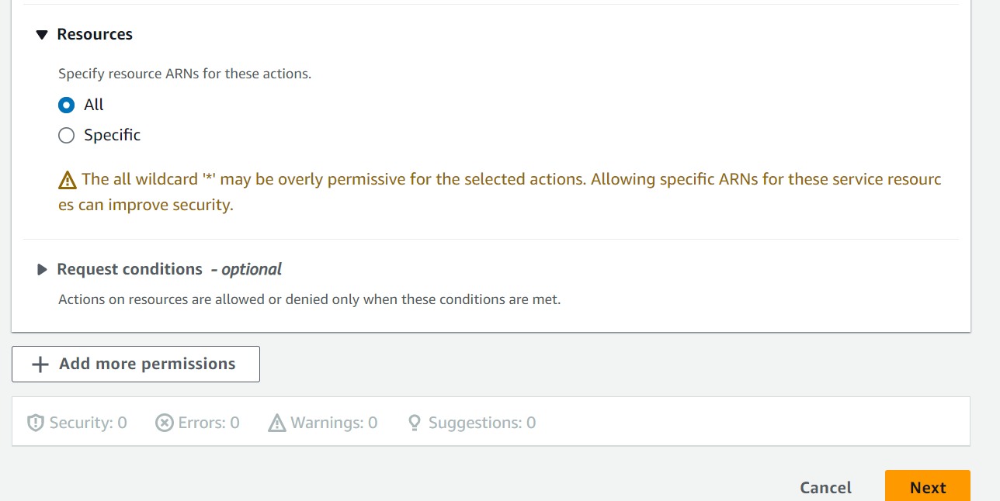 Resources
Specify resource ARNs for these actions.
All
Specific
The all wildcard '*' may be overly permissive for the selected actions. Allowing specific ARNs for these service resourc
es can improve security.
Request conditions - optional
Actions on resources are allowed or denied only when these conditions are met.
Add more permissions
Security: 0 Errors: 0 Warnings: 0 Suggestions: 0
Cancel Next